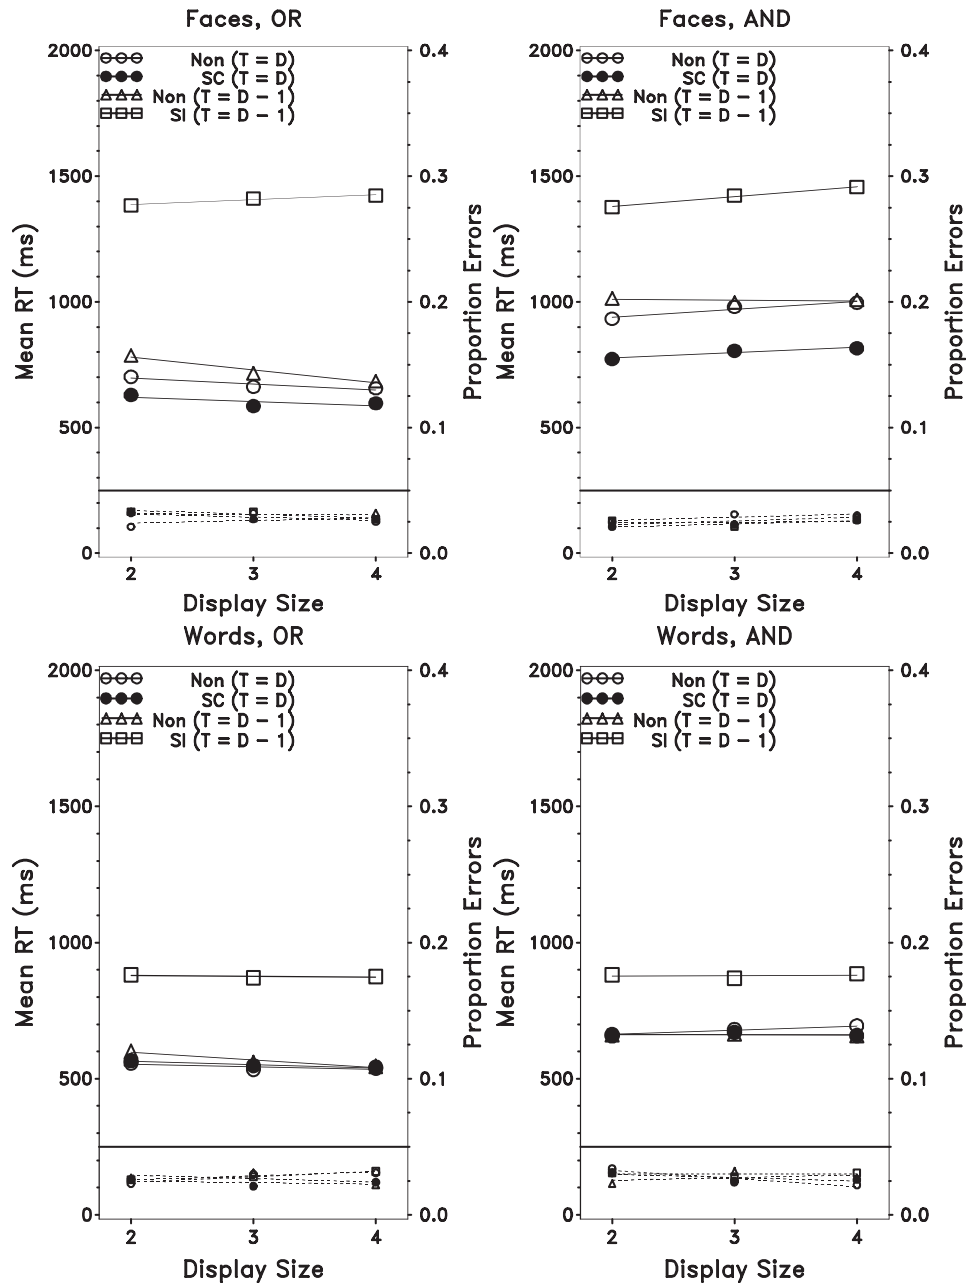 Faces, OR
2000
1500
1000
500
0
Mean RT (ms)
Non (T = D)
SC (T = D)
Non (T = D − 1)
SI (T = D − 1)
0.4
0.3
0.2
0.1
0.0
Proportion Errors
2 3 4
Display Size
Faces, AND
2000
1500
1000
500
0
Mean RT (ms)
Non (T = D)
SC (T = D)
Non (T = D − 1)
SI (T = D − 1)
0.4
0.3
0.2
0.1
0.0
Proportion Errors
2 3 4
Display Size
Words, OR
2000
1500
1000
500
0
Mean RT (ms)
Non (T = D)
SC (T = D)
Non (T = D − 1)
SI (T = D − 1)
0.4
0.3
0.2
0.1
0.0
Proportion Errors
2 3 4
Display Size
Words, AND
2000
1500
1000
500
0
Mean RT (ms)
Non (T = D)
SC (T = D)
Non (T = D − 1)
SI (T = D − 1)
0.4
0.3
0.2
0.1
0.0
Proportion Errors
2 3 4
Display Size